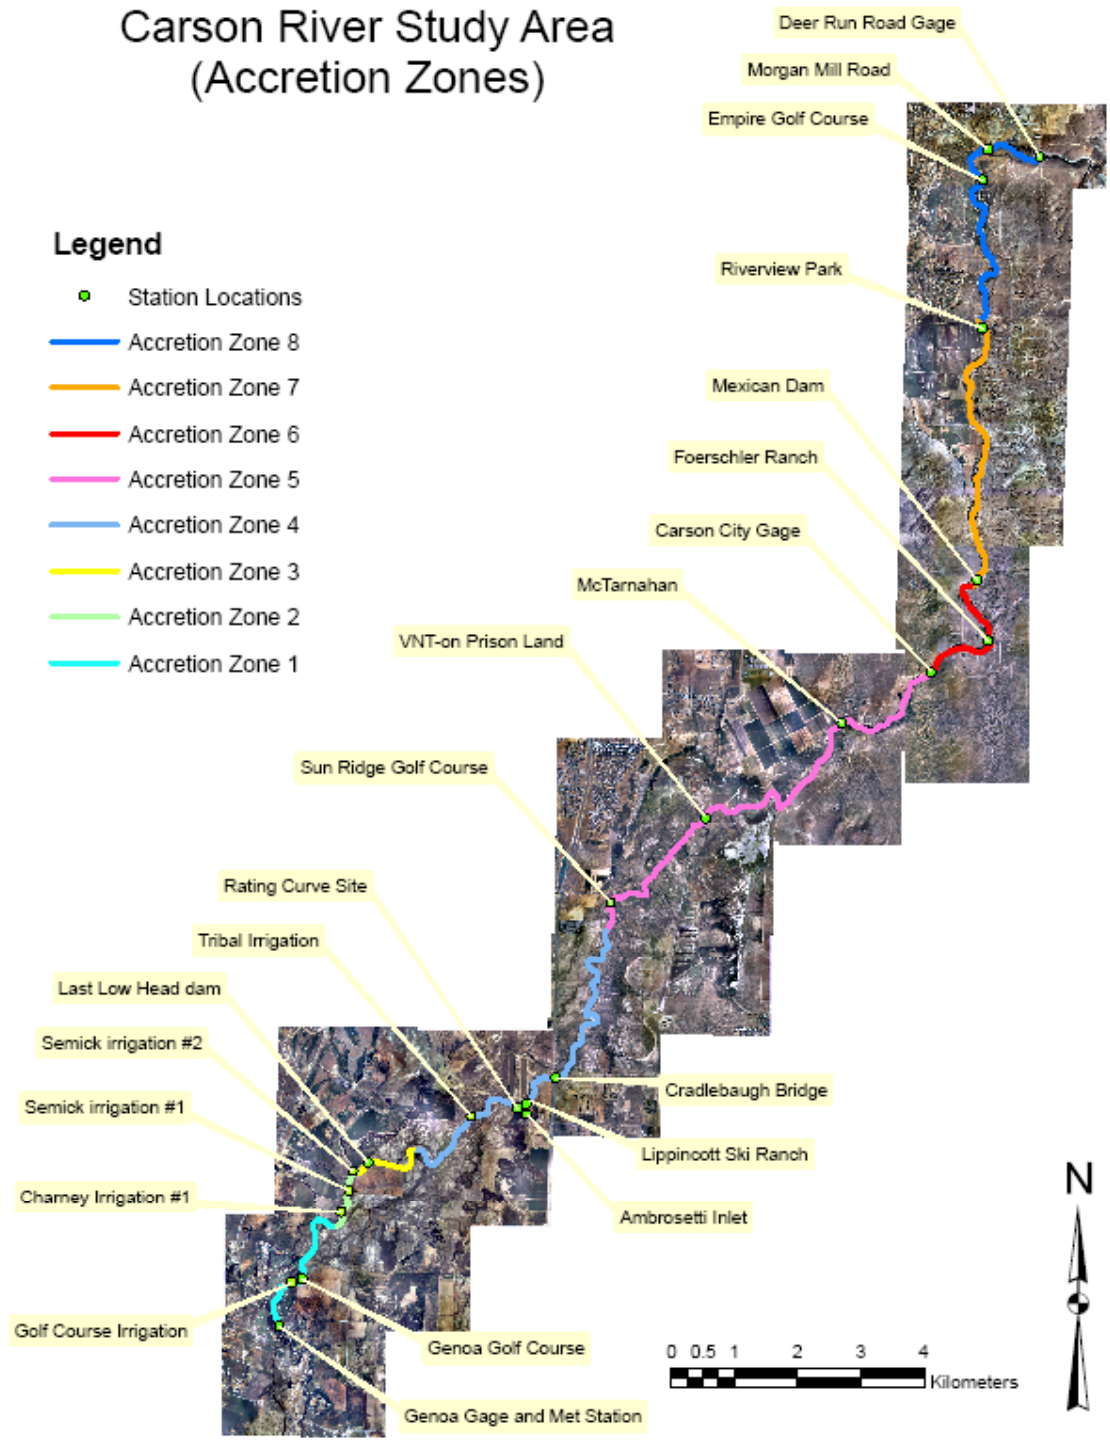 Carson River Study Area
(Accretion Zones)
Deer Run Road Gage
Morgan Mill Road
Empire Golf Course
Legend
Station Locations
Accretion Zone 8
Accretion Zone 7
Accretion Zone 6
Accretion Zone 5
Accretion Zone 4
Accretion Zone 3
Accretion Zone 2
Accretion Zone 1
Riverview Park
Mexican Dam
Foerschler Ranch
Carson City Gage
McTarnahan
VNT-on Prison Land
Sun Ridge Golf Course
Rating Curve Site
Tribal Irrigation
Last Low Head dam
Semick irrigation #2
Semick irrigation #1
Charney Irrigation #1
Golf Course Irrigation
Cradlebaugh Bridge
Lippincott Ski Ranch
Ambrosetti Inlet
Genoa Golf Course
Genoa Gage and Met Station
N
0 0.5 1 2 3 4
Kilometers